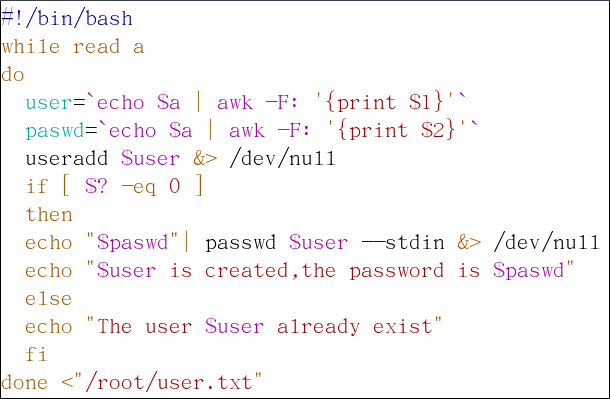 #!/bin/bash
while read a
do
  user=`echo $a | awk -F: '{print $1}'`
  paswd=`echo $a | awk -F: '{print $2}'`
  useradd $user &> /dev/null
  if [ $? -eq 0 ]
  then
  echo "$paswd"| passwd $user --stdin &> /dev/null
  echo "$user is created,the password is $paswd"
  else
  echo "The user $user already exist"
  fi
done <"/root/user.txt"